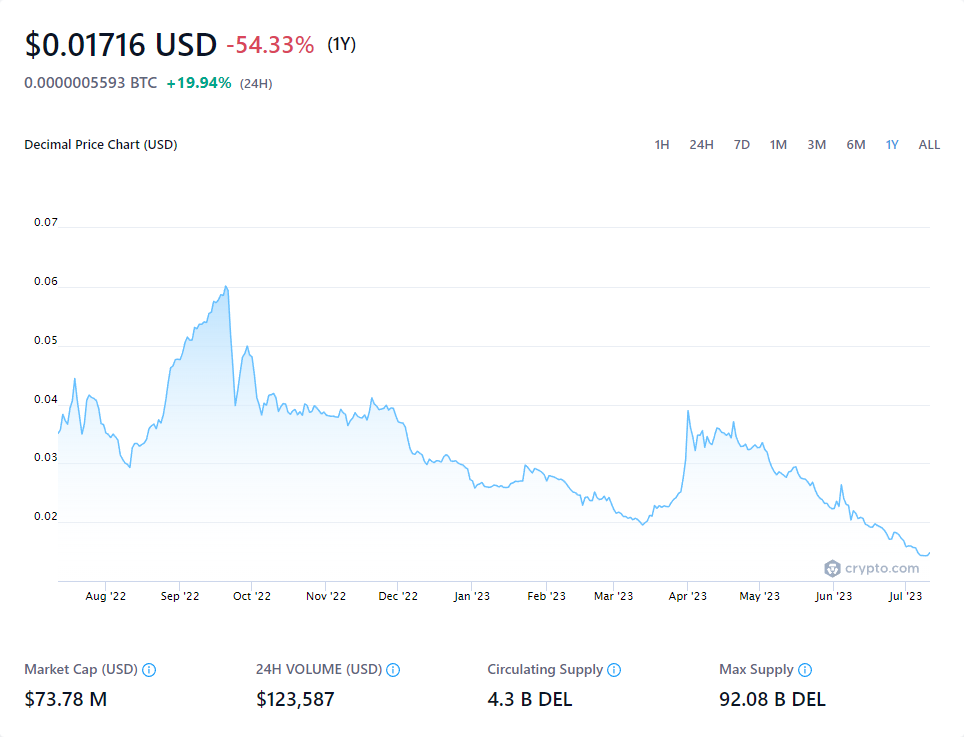 $0.01716 USD -54.33% (1Y)
0.0000005593 BTC +19.94% (24H)
Decimal Price Chart (USD) 1H 24H 7D 1M 3M 6M 1Y ALL
0.07
0.06
0.05
0.04
0.03
0.02
crypto.com
Aug '22 Sep '22 Oct '22 Nov '22 Dec '22 Jan '23 Feb '23 Mar '23 Apr '23 May '23 Jun '23 Jul '23
Market Cap (USD) 24H VOLUME (USD) Circulating Supply Max Supply
$73.78 M $123,587 4.3 B DEL 92.08 B DEL